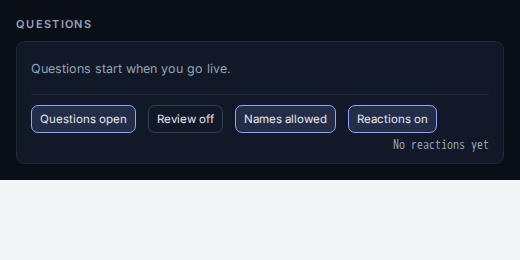 QUESTIONS
Questions start when you go live.
Questions open Review off Names allowed Reactions on
No reactions yet